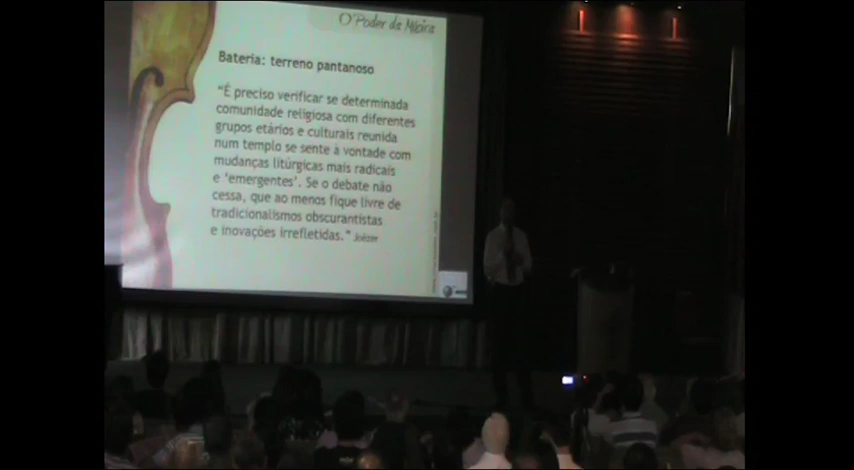 O Poder da Música
Bateria: terreno pantanoso
“É preciso verificar se determinada
comunidade religiosa com diferentes
grupos etários e culturais reunida
num templo se sente à vontade com
mudanças litúrgicas mais radicais
e ‘emergentes’. Se o debate não
cessa, que ao menos fique livre de
tradicionalismos obscurantistas
e inovações irrefletidas.” Joêzer